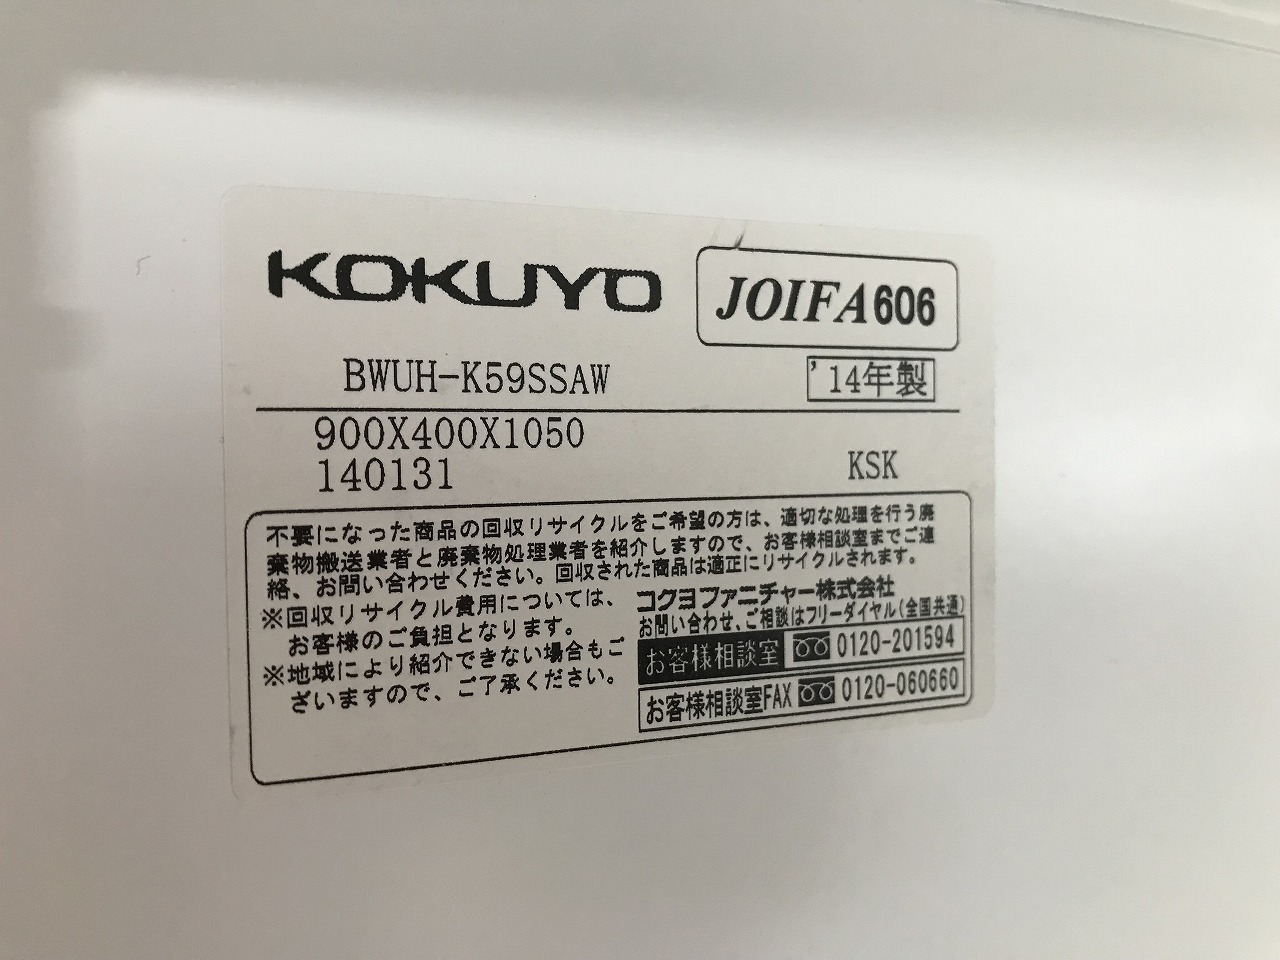 KOKUYO
JOIFA606
BWUH-K59SSAW
'14年製
900X400X1050
140131
KSK
不要になった商品の回収リサイクルをご希望の方は、適切な処理を行う廃
棄物搬送業者と廃棄物処理業者を紹介しますので、お客様相談室までご連
絡、お問い合わせください。回収された商品は適正にリサイクルされます。
※回収リサイクル費用については、
お客様のご負担となります。
※地域により紹介できない場合もご
ざいますので、ご了承ください。
コクヨファニチャー株式会社
お問い合わせ、ご相談はフリーダイヤル(全国共通)
お客様相談室 0120-201594
お客様相談室FAX 0120-060660